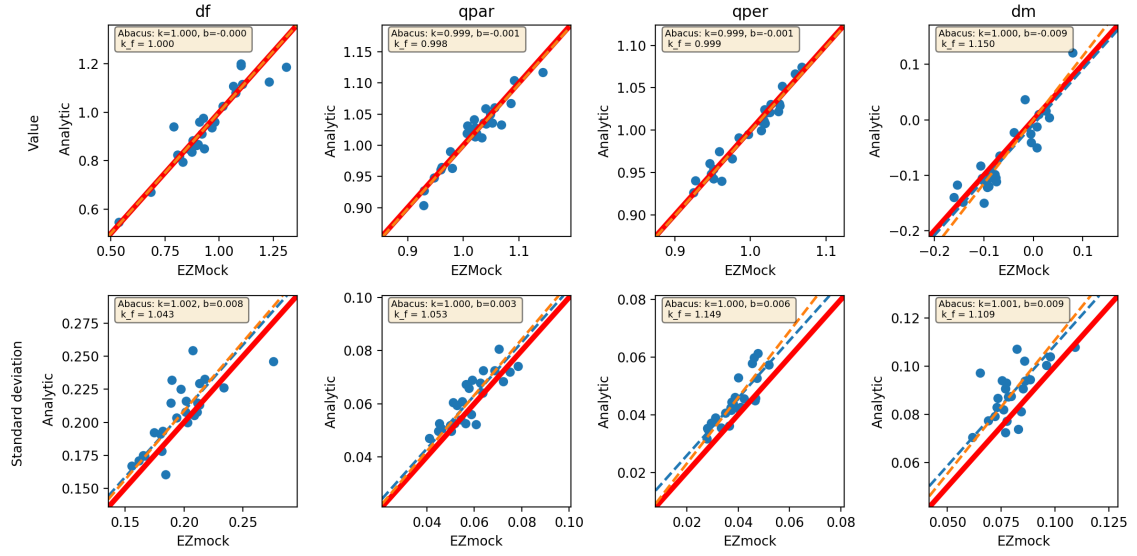 df
qpar
qper
dm
Value
Analytic
1.2
1.0
0.8
0.6
Abacus: k=1.000, b=-0.000
k_f = 1.000
0.50
0.75
1.00
1.25
EZMock
Analytic
1.15
1.10
1.05
1.00
0.95
0.90
Abacus: k=0.999, b=-0.001
k_f = 0.998
0.9
1.0
1.1
EZMock
Analytic
1.10
1.05
1.00
0.95
0.90
Abacus: k=0.999, b=-0.001
k_f = 0.999
0.9
1.0
1.1
EZMock
Analytic
0.1
0.0
−0.1
−0.2
Abacus: k=1.000, b=-0.009
k_f = 1.150
−0.2
−0.1
0.0
0.1
EZMock
Standard deviation
Analytic
0.275
0.250
0.225
0.200
0.175
0.150
Abacus: k=1.002, b=0.008
k_f = 1.043
0.15
0.20
0.25
EZmock
Analytic
0.10
0.08
0.06
0.04
Abacus: k=1.000, b=0.003
k_f = 1.053
0.04
0.06
0.08
0.10
EZmock
Analytic
0.08
0.06
0.04
0.02
Abacus: k=1.000, b=0.006
k_f = 1.149
0.02
0.04
0.06
0.08
EZmock
Analytic
0.12
0.10
0.08
0.06
Abacus: k=1.001, b=0.009
k_f = 1.109
0.050
0.075
0.100
0.125
EZmock